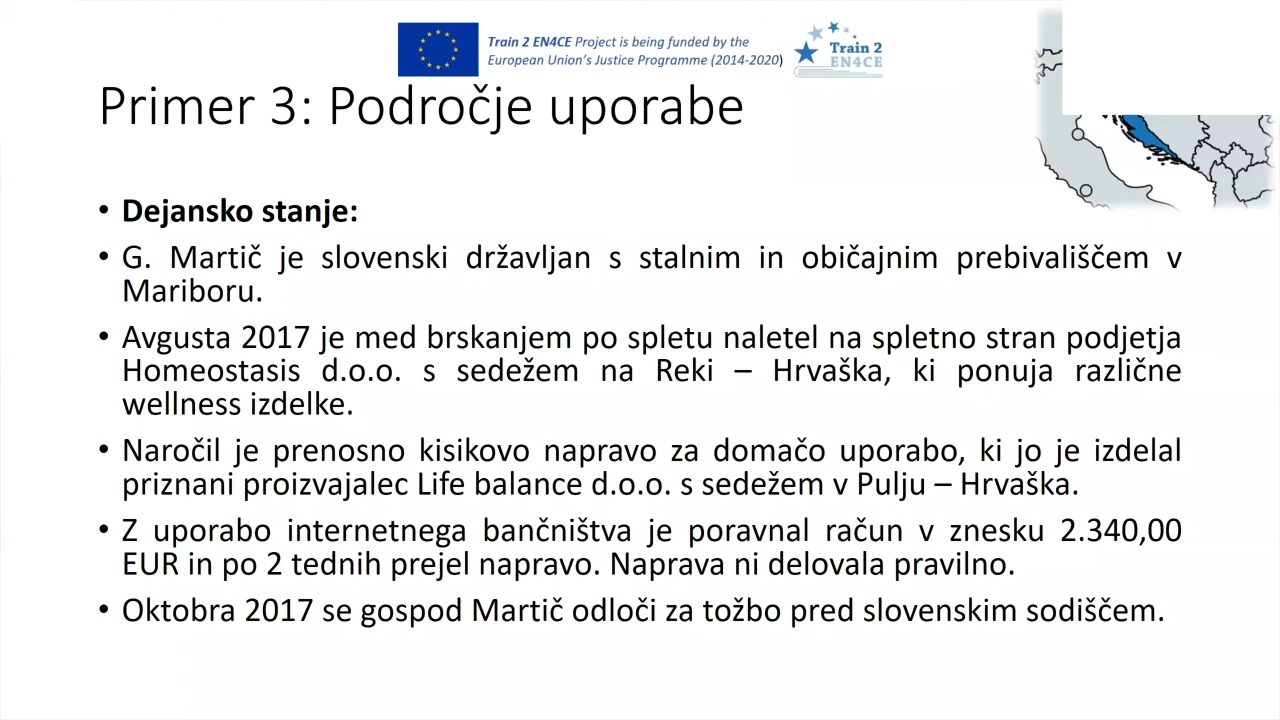 Train 2 EN4CE Project is being funded by the
European Union's Justice Programme (2014-2020)
Train 2
EN4CE
Primer 3: Področje uporabe
• Dejansko stanje:
• G. Martič je slovenski državljan s stalnim in običajnim prebivališčem v
Mariboru.
• Avgusta 2017 je med brskanjem po spletu naletel na spletno stran podjetja
Homeostasis d.o.o. s sedežem na Reki – Hrvaška, ki ponuja različne
wellness izdelke.
• Naročil je prenosno kisikovo napravo za domačo uporabo, ki jo je izdelal
priznani proizvajalec Life balance d.o.o. s sedežem v Pulju – Hrvaška.
• Z uporabo internetnega bančništva je poravnal račun v znesku 2.340,00
EUR in po 2 tednih prejel napravo. Naprava ni delovala pravilno.
• Oktobra 2017 se gospod Martič odloči za tožbo pred slovenskim sodiščem.